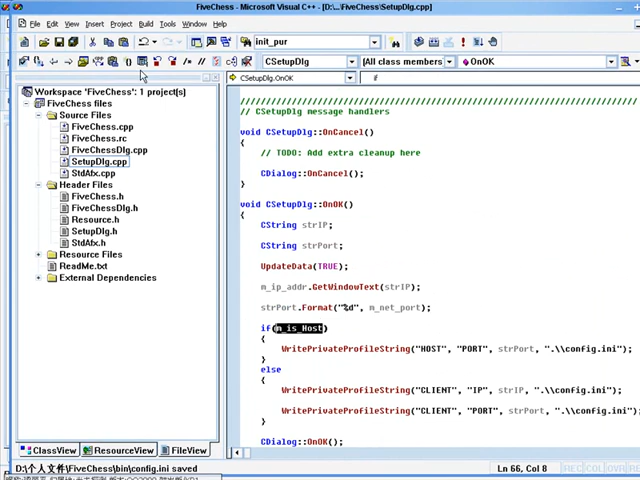 FiveChess - Microsoft Visual C++ - [D:\...\FiveChess\SetupDlg.cpp]
File Edit View Insert Project Build Tools Window Help
init_pur
CSetupDlg
(All class members)
OnOK
CSetupDlg.OnOK
if
Workspace 'FiveChess': 1 project(s)
FiveChess files
Source Files
FiveChess.cpp
FiveChess.rc
FiveChessDlg.cpp
SetupDlg.cpp
StdAfx.cpp
Header Files
FiveChess.h
FiveChessDlg.h
Resource.h
SetupDlg.h
StdAfx.h
Resource Files
ReadMe.txt
External Dependencies
ClassView
ResourceView
FileView
/////////////////////////////////////////////////////////////////////////////
// CSetupDlg message handlers
void CSetupDlg::OnCancel()
{
// TODO: Add extra cleanup here
CDialog::OnCancel();
}
void CSetupDlg::OnOK()
{
CString strIP;
CString strPort;
UpdateData(TRUE);
m_ip_addr.GetWindowText(strIP);
strPort.Format("%d", m_net_port);
if(m_is_Host)
{
WritePrivateProfileString("HOST", "PORT", strPort, ".\\config.ini");
}
else
{
WritePrivateProfileString("CLIENT", "IP", strIP, ".\\config.ini");
WritePrivateProfileString("CLIENT", "PORT", strPort, ".\\config.ini");
}
CDialog::OnOK();
D:\个人文件\FiveChess\bin\config.ini saved
Ln 66, Col 8
REC COL OVR